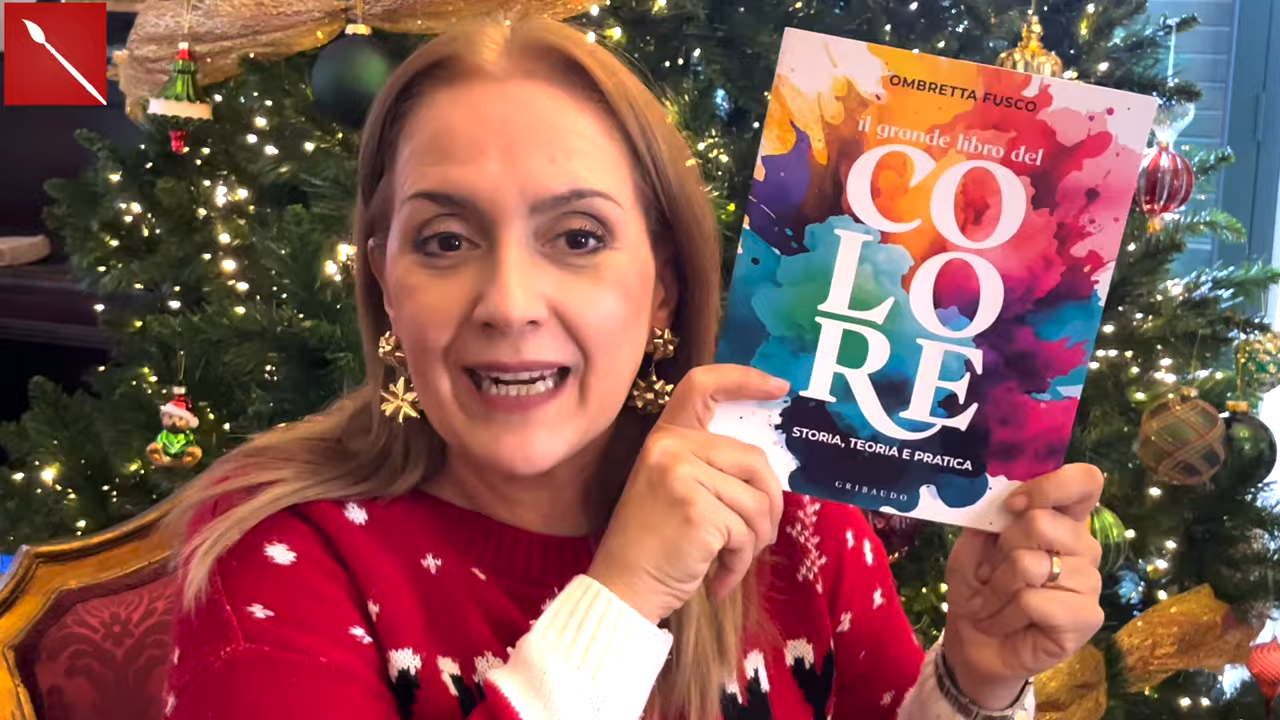 OMBRETTA FUSCO
il grande libro del
CO
LO
RE
STORIA, TEORIA E PRATICA
GRIBAUDO